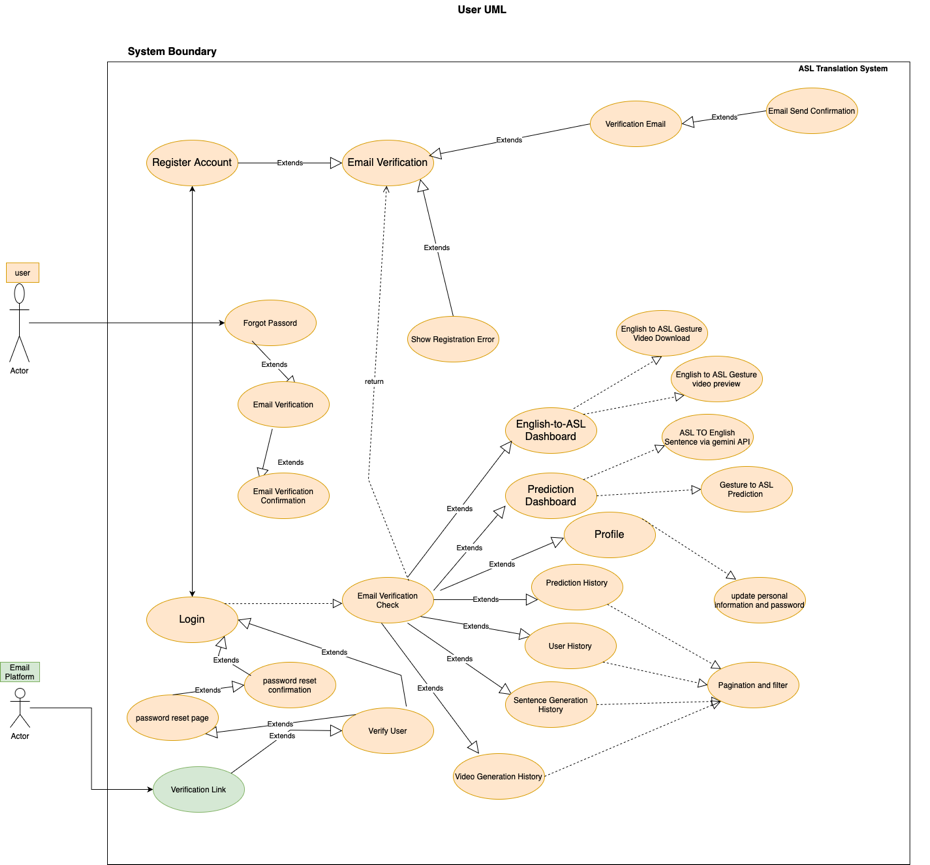 User UML
System Boundary
ASL Translation System
Email Send Confirmation
Extends
Verification Email
Extends
Register Account
Extends
Email Verification
Extends
user
Actor
Forgot Passord
Extends
Email Verification
Extends
Email Verification
Confirmation
Show Registration Error
return
English to ASL Gesture
Video Download
English to ASL Gesture
video preview
English-to-ASL
Dashboard
ASL TO English
Sentence via gemini API
Prediction
Dashboard
Gesture to ASL
Prediction
Extends
Profile
Extends
Extends
Email Verification
Check
Extends
Prediction History
update personal
information and password
Login
Extends
User History
Extends
Extends
Extends
Email
Platform
Actor
password reset
confirmation
Extends
Extends
Sentence Generation
History
Pagination and filter
password reset page
Extends
Extends
Verify User
Verification Link
Video Generation History